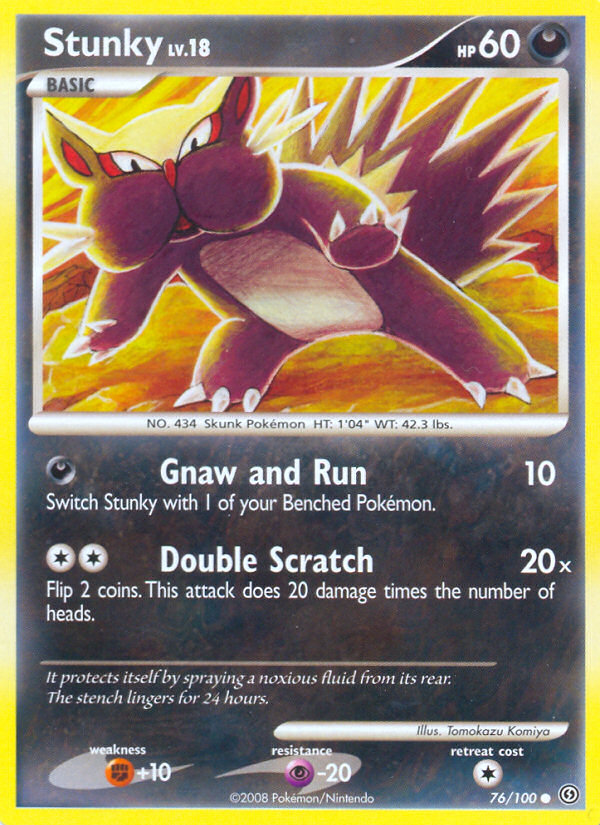 Stunky LV.18 HP 60
BASIC
NO. 434 Skunk Pokémon HT: 1'04" WT: 42.3 lbs.
Gnaw and Run 10
Switch Stunky with 1 of your Benched Pokémon.
Double Scratch 20x
Flip 2 coins. This attack does 20 damage times the number of
heads.
It protects itself by spraying a noxious fluid from its rear.
The stench lingers for 24 hours.
Illus. Tomokazu Komiya
weakness resistance retreat cost
+10 -20
©2008 Pokémon/Nintendo 76/100